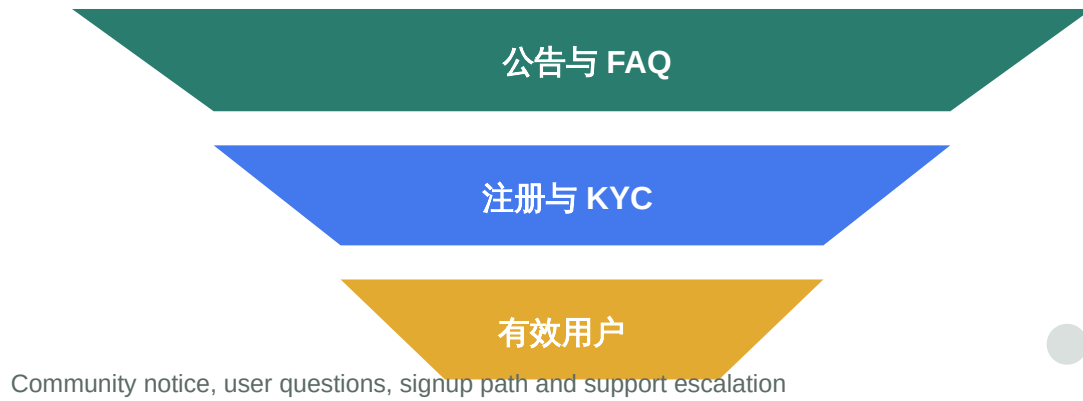 公告与 FAQ
注册与 KYC
有效用户
Community notice, user questions, signup path and support escalation